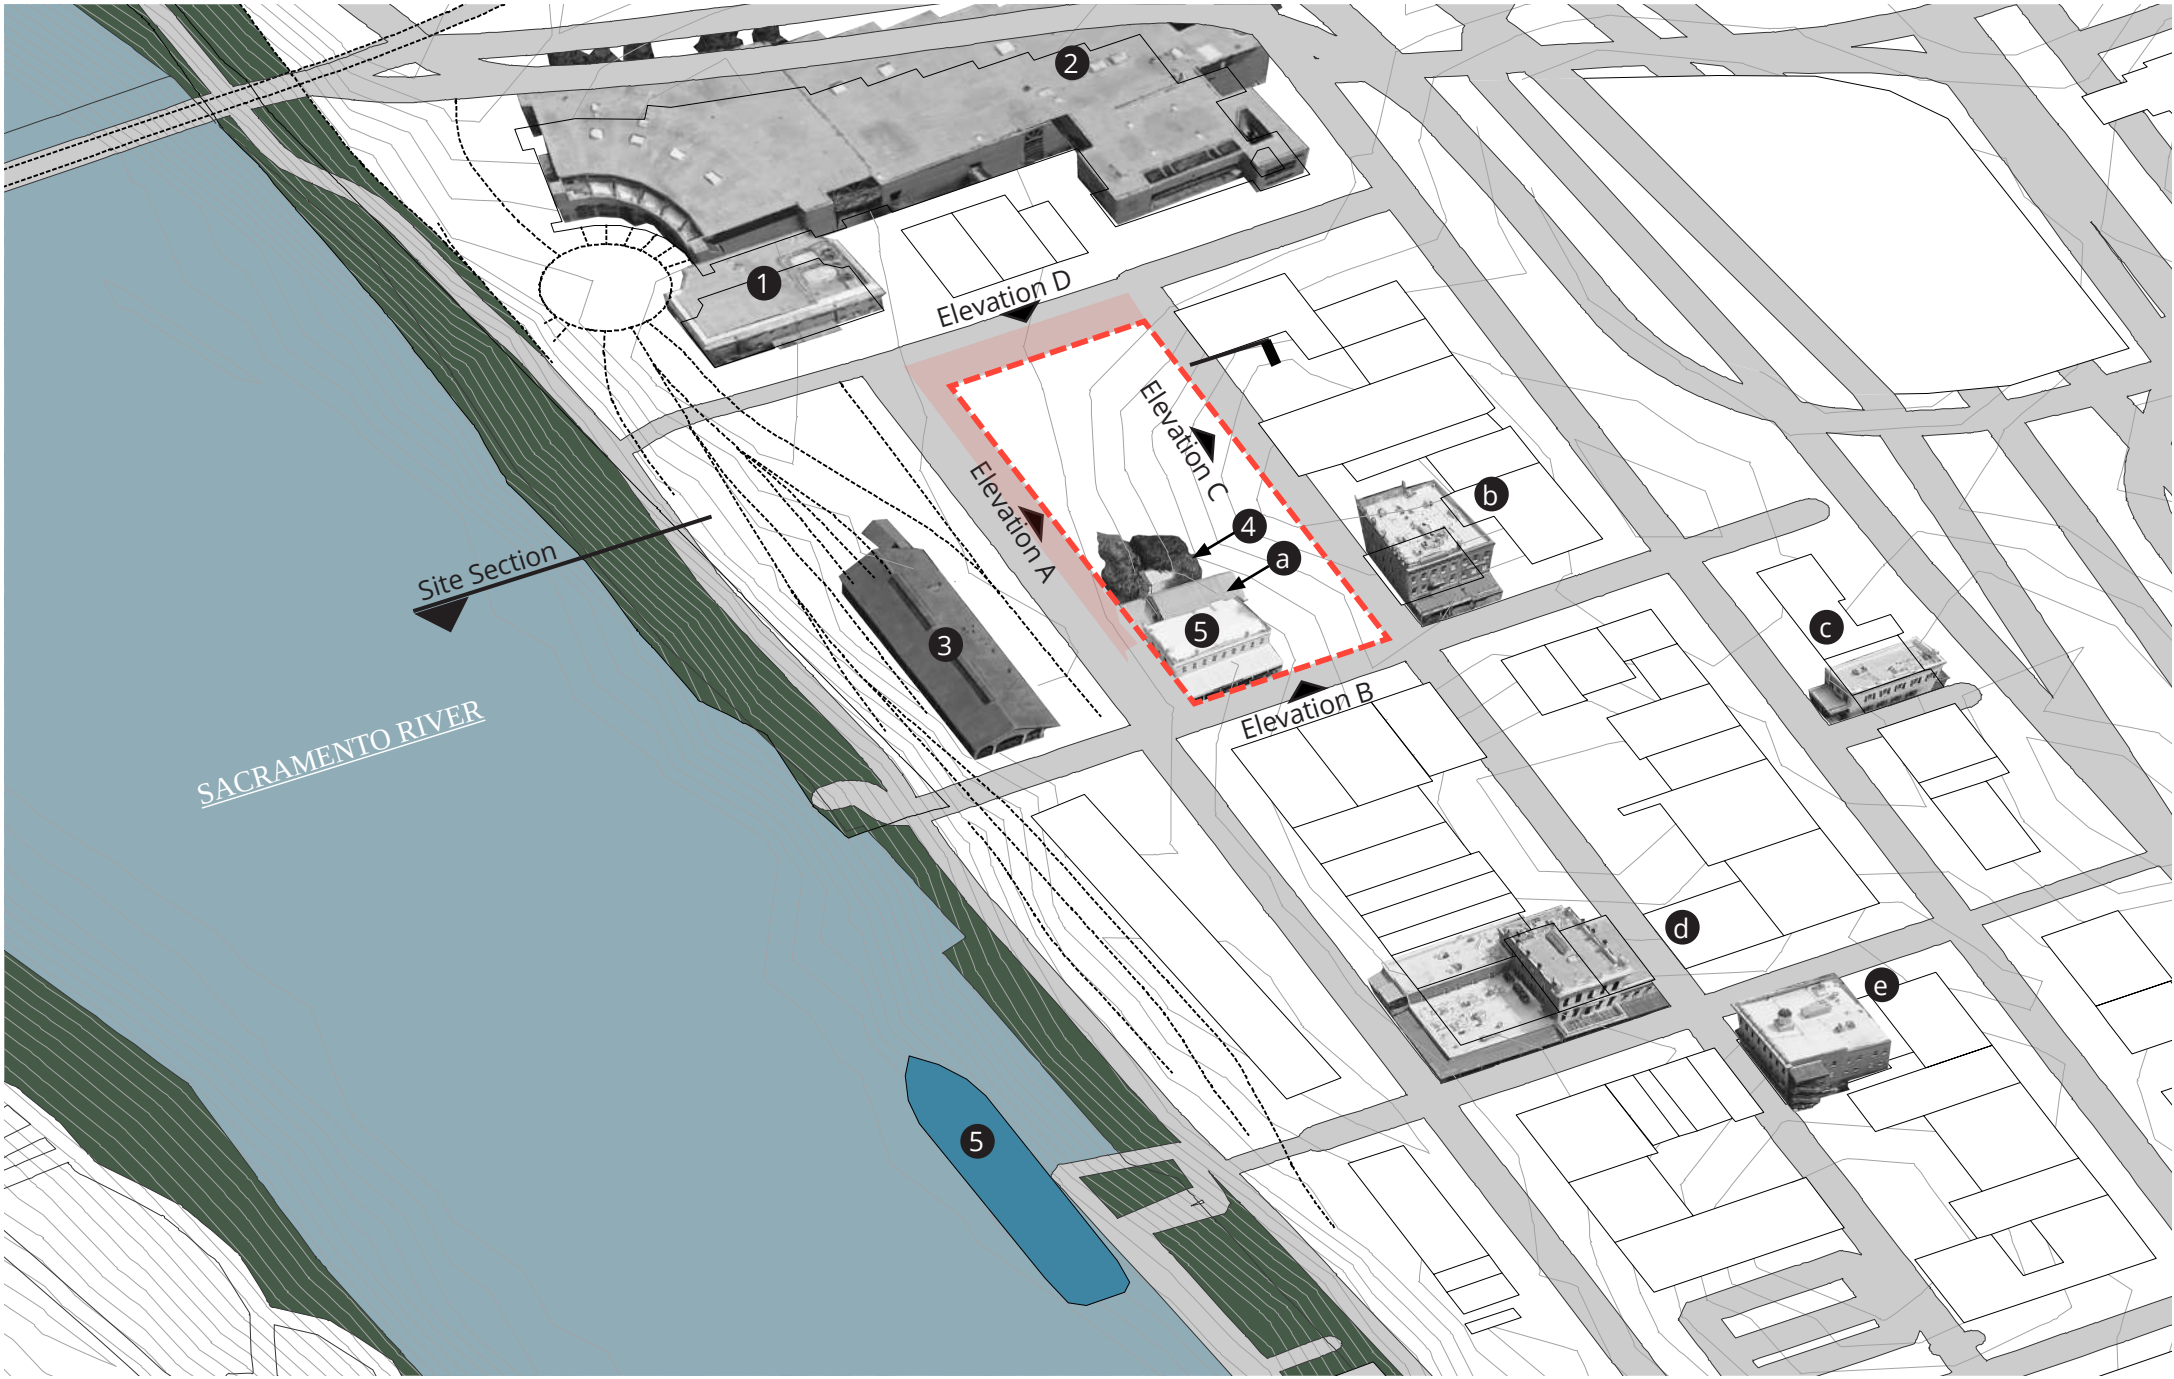 2
1
Elevation D
Elevation C
Elevation A
b
4
a
Site Section
5
c
3
Elevation B
SACRAMENTO RIVER
d
e
5